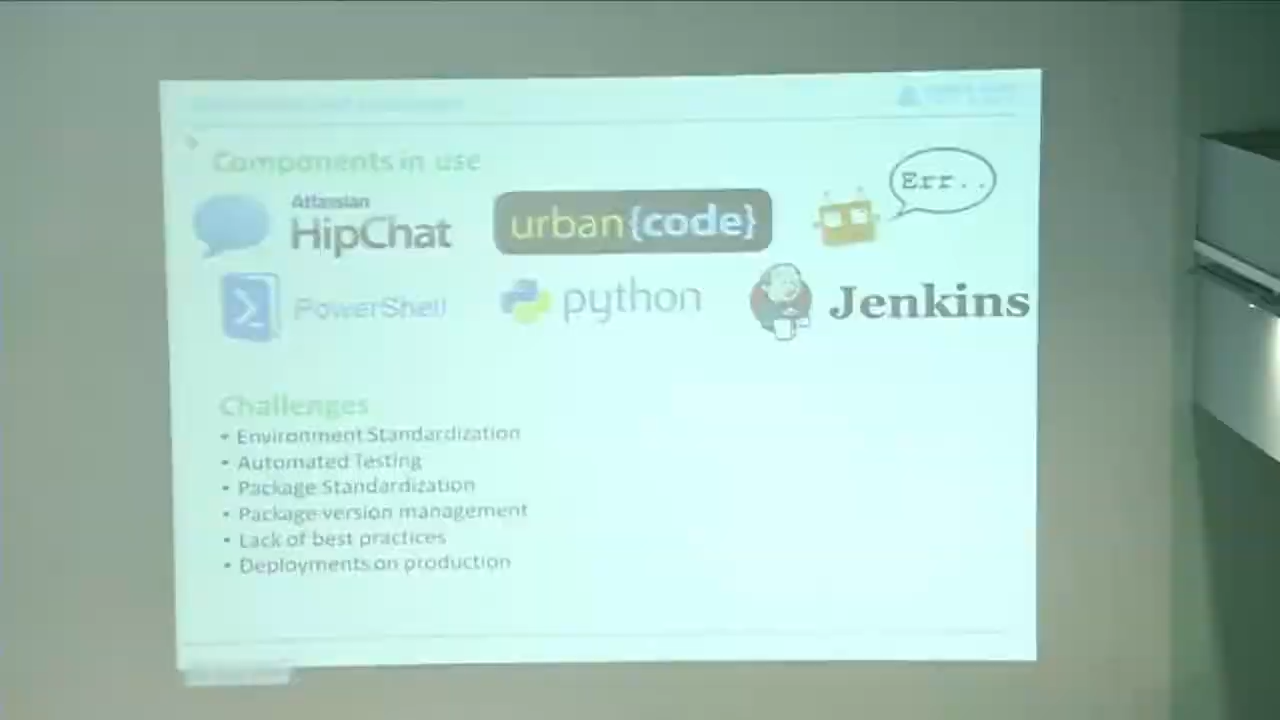 Components in use
Atlassian
HipChat
urban{code}
Err..
PowerShell
python
Jenkins
Challenges
• Environment Standardization
• Automated Testing
• Package Standardization
• Package version management
• Lack of best practices
• Deployments on production